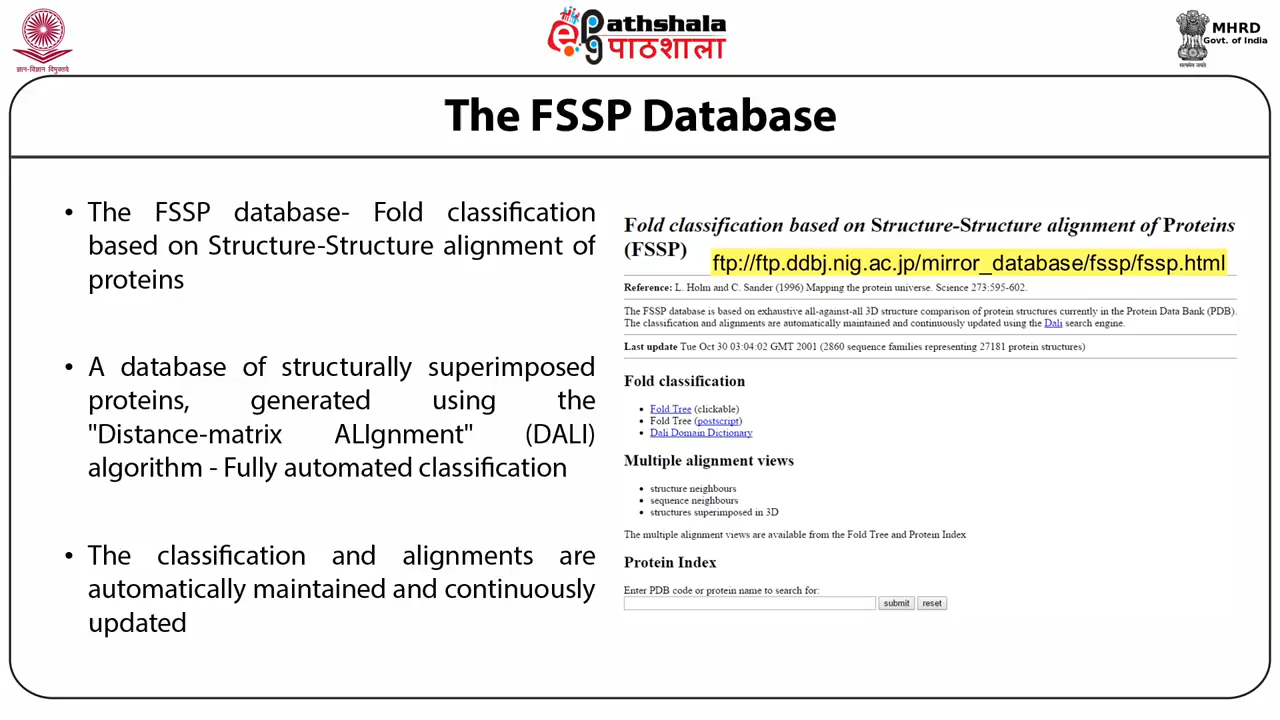 ज्ञान-विज्ञान विमुक्तये
ePathshala
पाठशाला
MHRD
Govt. of India
सत्यमेव जयते
The FSSP Database
• The FSSP database- Fold classification
based on Structure-Structure alignment of
proteins
• A database of structurally superimposed
proteins, generated using the
"Distance-matrix ALIgnment" (DALI)
algorithm - Fully automated classification
• The classification and alignments are
automatically maintained and continuously
updated
Fold classification based on Structure-Structure alignment of Proteins
(FSSP)
ftp://ftp.ddbj.nig.ac.jp/mirror_database/fssp/fssp.html
Reference: L. Holm and C. Sander (1996) Mapping the protein universe. Science 273:595-602.
The FSSP database is based on exhaustive all-against-all 3D structure comparison of protein structures currently in the Protein Data Bank (PDB).
The classification and alignments are automatically maintained and continuously updated using the Dali search engine.
Last update Tue Oct 30 03:04:02 GMT 2001 (2860 sequence families representing 27181 protein structures)
Fold classification
• Fold Tree (clickable)
• Fold Tree (postscript)
• Dali Domain Dictionary
Multiple alignment views
• structure neighbours
• sequence neighbours
• structures superimposed in 3D
The multiple alignment views are available from the Fold Tree and Protein Index
Protein Index
Enter PDB code or protein name to search for:
submit reset